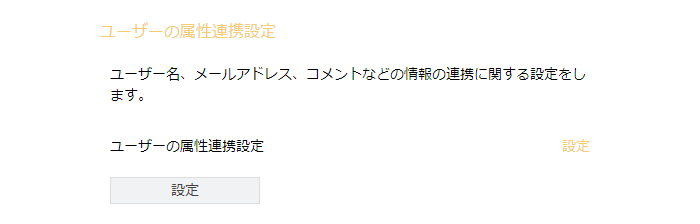 ユーザーの属性連携設定
ユーザー名、メールアドレス、コメントなどの情報の連携に関する設定をし
ます。
ユーザーの属性連携設定 設定
設定